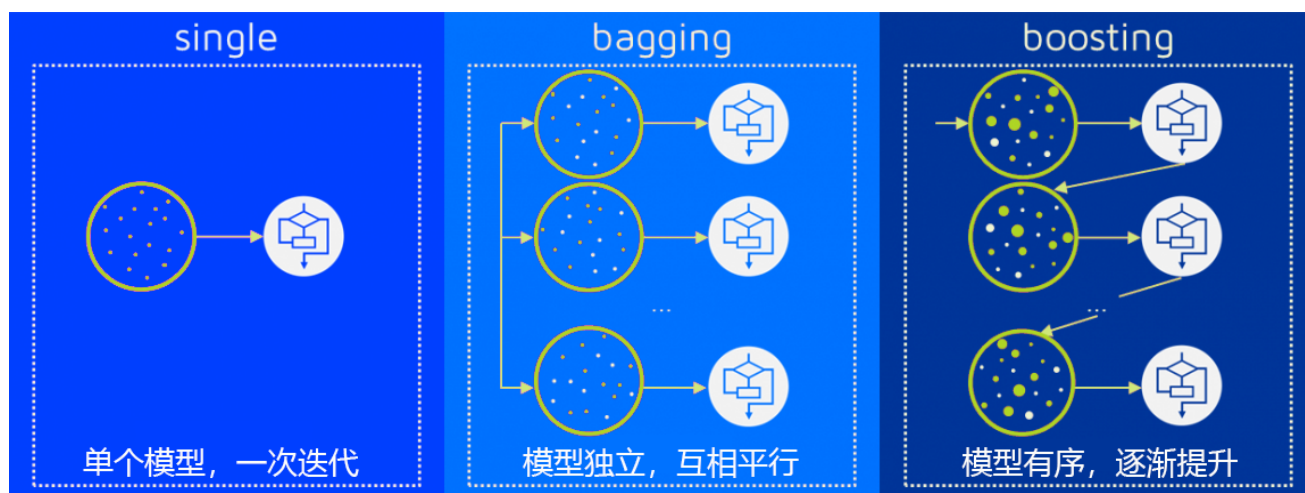 single
单个模型，一次迭代
bagging
...
模型独立，互相平行
boosting
...
模型有序，逐渐提升